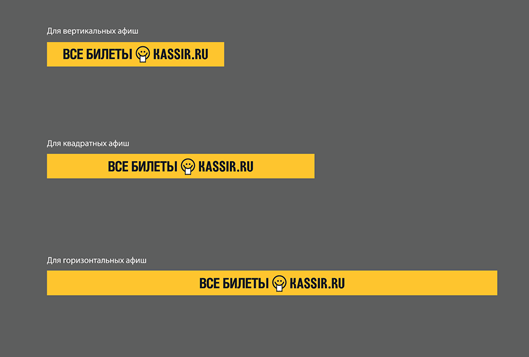 Для вертикальных афиш
ВСЕ БИЛЕТЫ KASSIR.RU
Для квадратных афиш
ВСЕ БИЛЕТЫ KASSIR.RU
Для горизонтальных афиш
ВСЕ БИЛЕТЫ KASSIR.RU